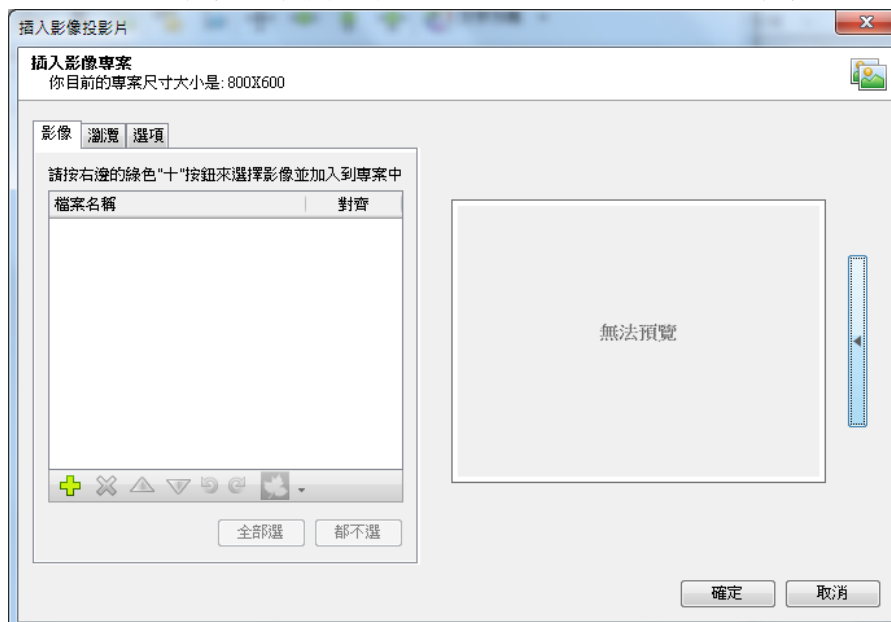 插入影像投影片
插入影像專案
你目前的專案尺寸大小是: 800X600
影像 瀏覽 選項
請按右邊的綠色"十"按鈕來選擇影像並加入到專案中
檔案名稱 對齊
無法預覽
全部選 都不選
確定 取消